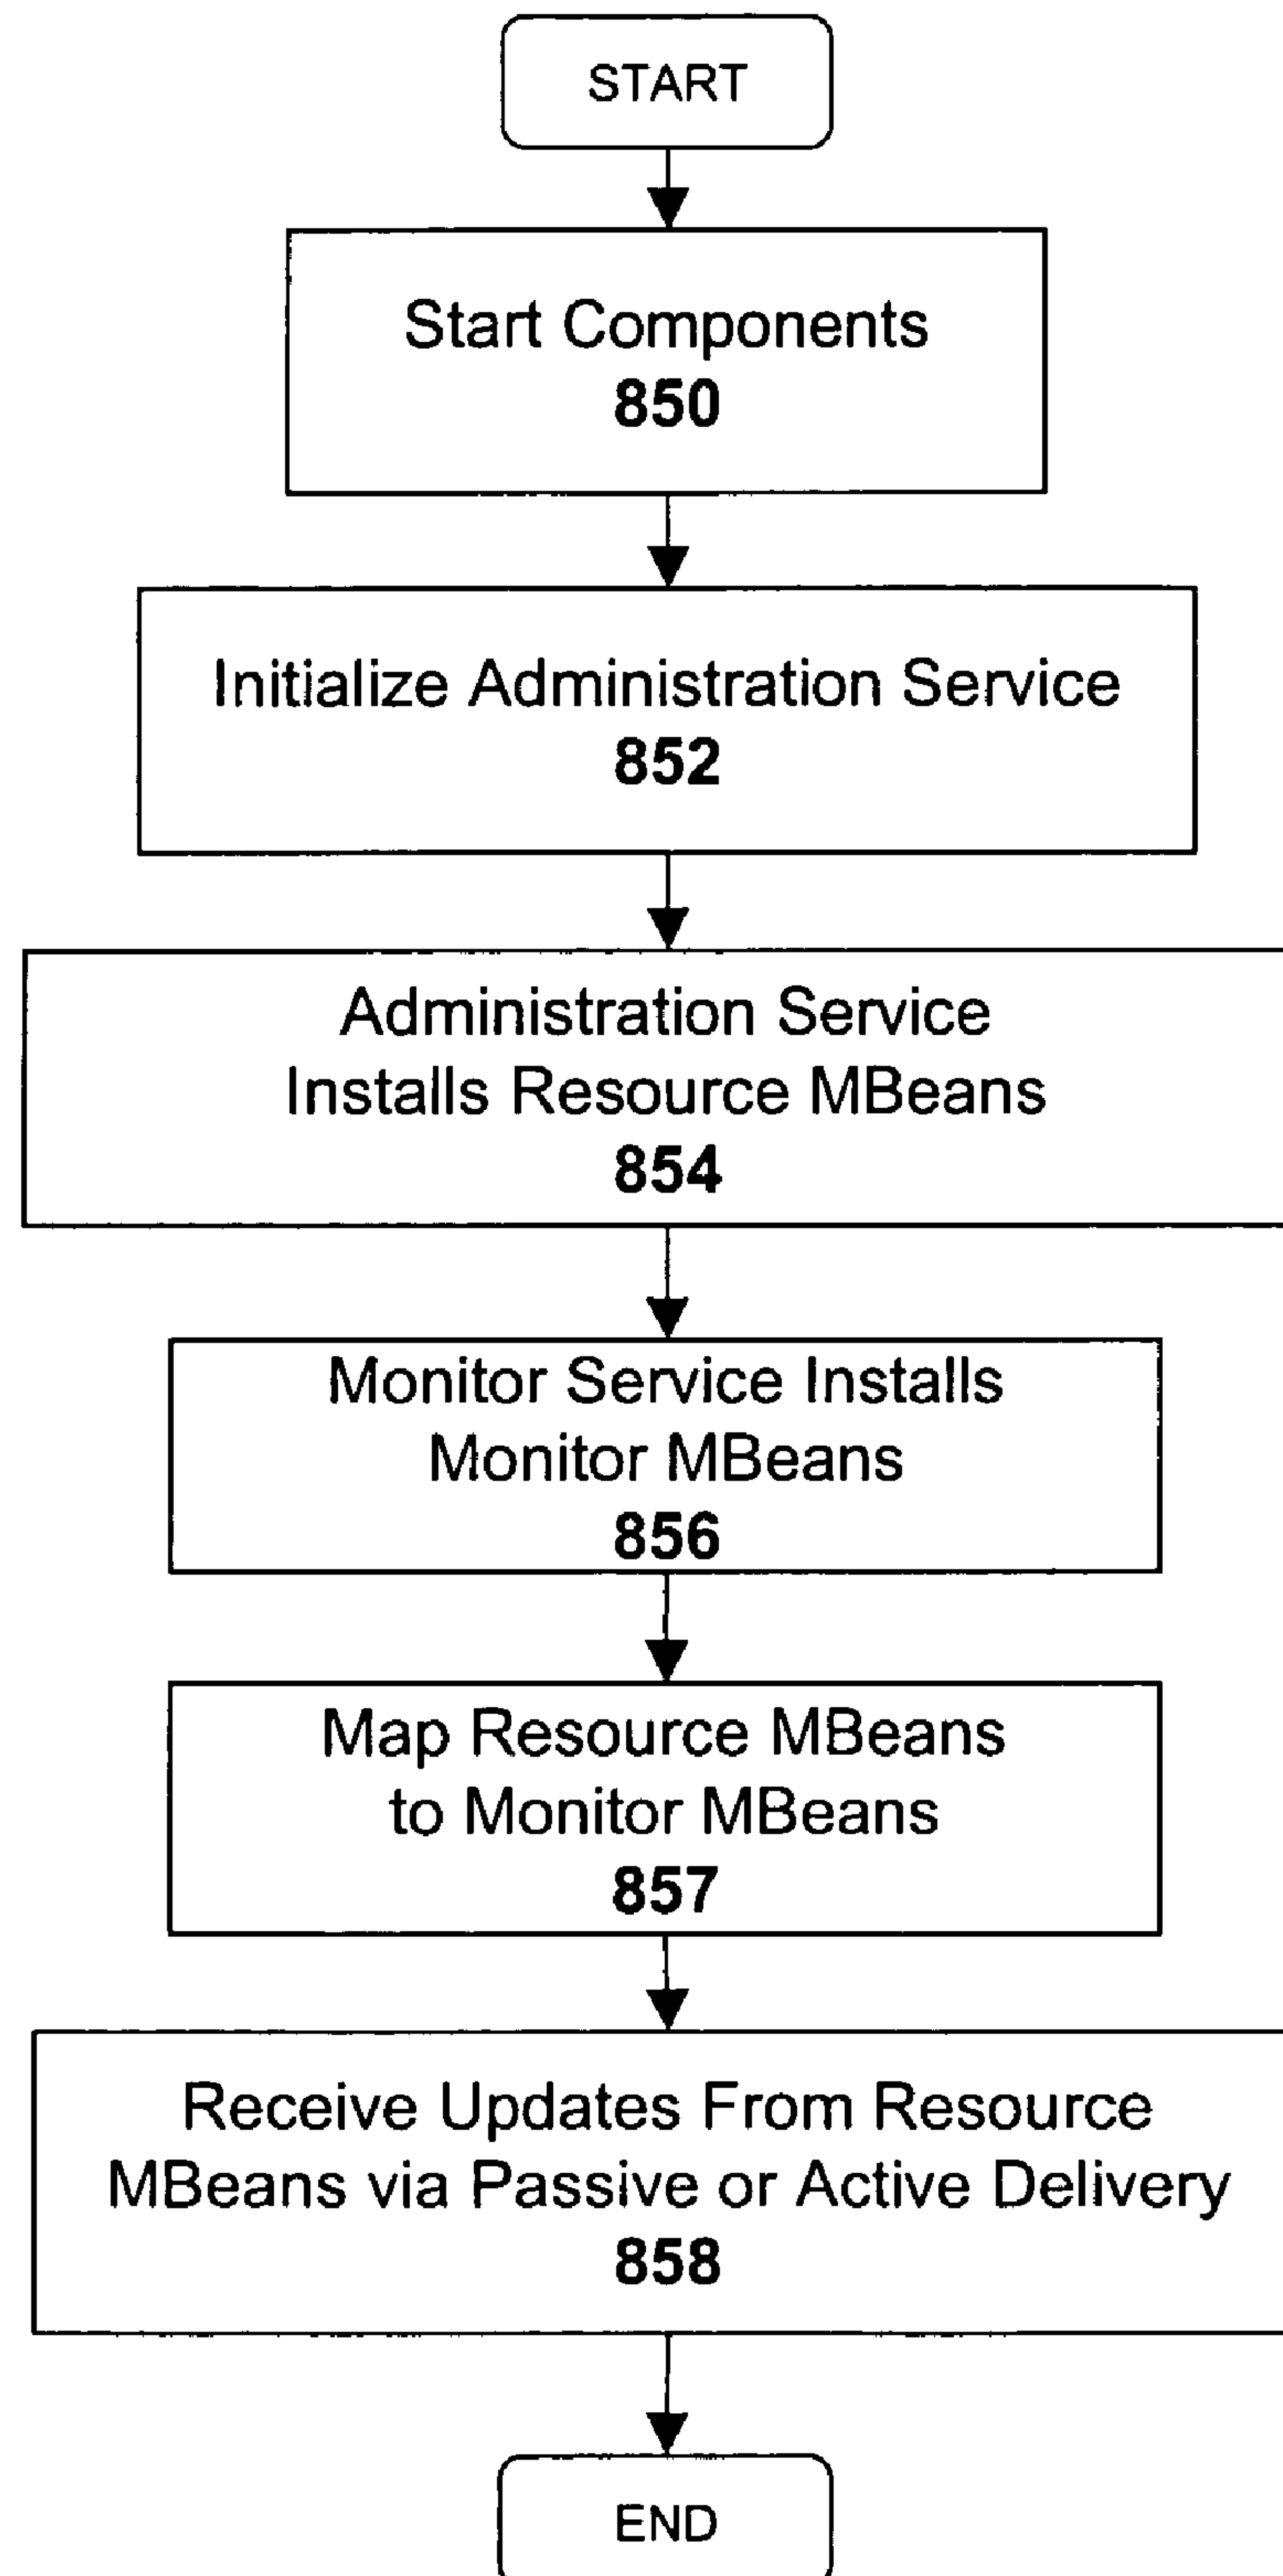 START
Start Components
850
Initialize Administration Service
852
Administration Service
Installs Resource MBeans
854
Monitor Service Installs
Monitor MBeans
856
Map Resource MBeans
to Monitor MBeans
857
Receive Updates From Resource
MBeans via Passive or Active Delivery
858
END